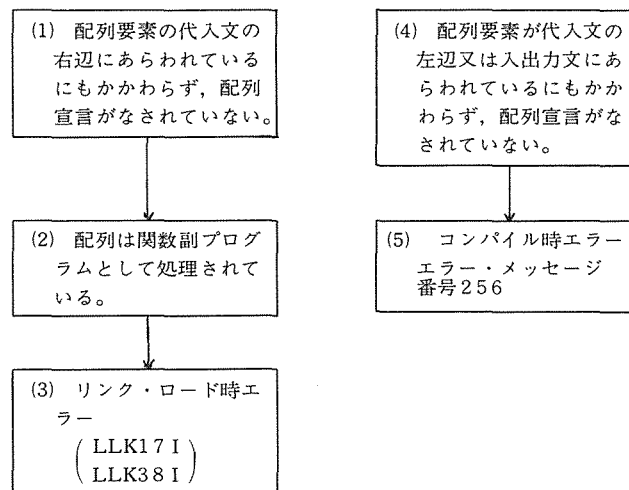 (1) 配列要素の代入文の
右辺にあらわれている
にもかかわらず，配列
宣言がなされていない。
(2) 配列は関数副プログ
ラムとして処理されて
いる。
(3) リンク・ロード時エ
ラー
( LLK17I
LLK38I )
(4) 配列要素が代入文の
左辺又は入出力文にあ
らわれているにもかか
わらず，配列宣言がな
されていない。
(5) コンパイル時エラー
エラー・メッセージ
番号256